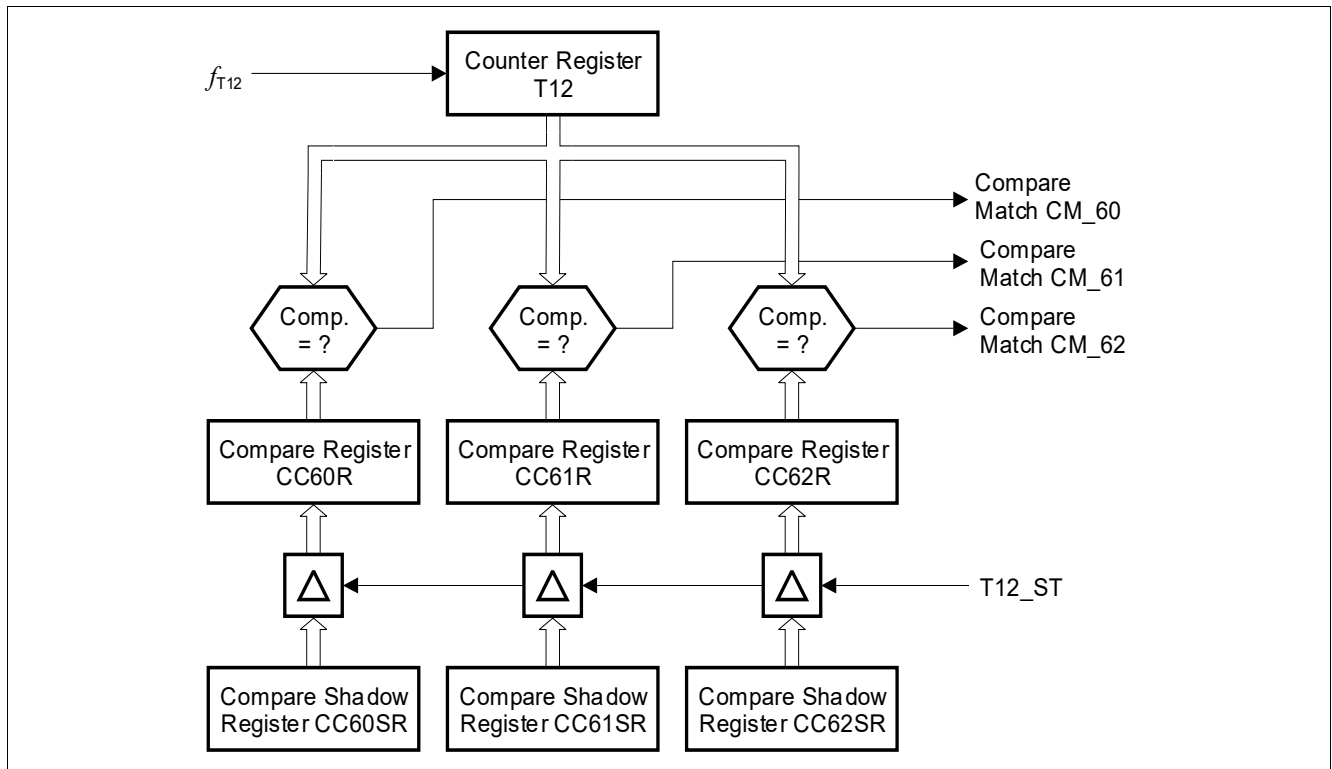 Counter Register
T12
fT12
Compare
Match CM_60
Compare
Match CM_61
Compare
Match CM_62
Comp.
= ?
Comp.
= ?
Comp.
= ?
Compare Register
CC60R
Compare Register
CC61R
Compare Register
CC62R
T12_ST
Compare Shadow
Register CC60SR
Compare Shadow
Register CC61SR
Compare Shadow
Register CC62SR